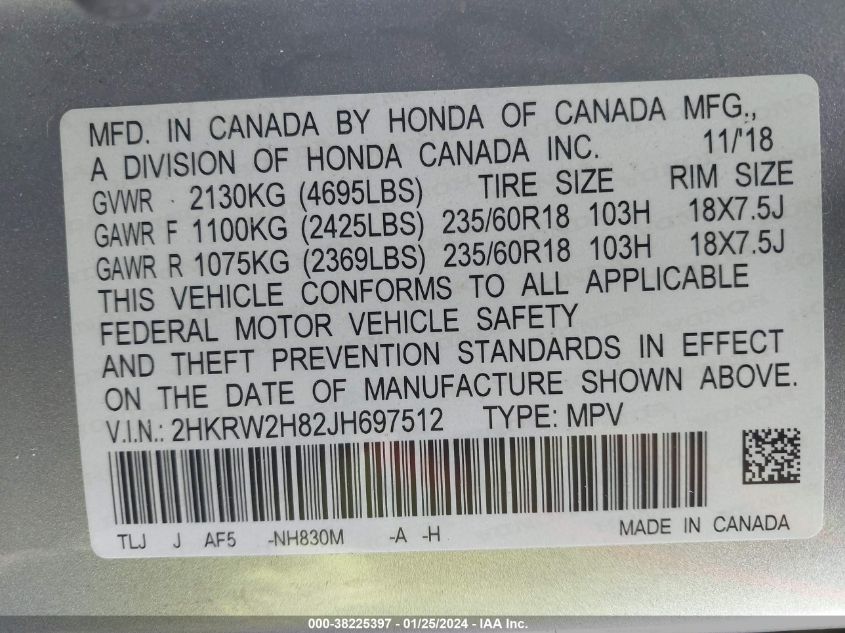 MFD. IN CANADA BY HONDA OF CANADA MFG.,
A DIVISION OF HONDA CANADA INC. 11/'18
GVWR 2130KG (4695LBS) TIRE SIZE RIM SIZE
GAWR F 1100KG (2425LBS) 235/60R18 103H 18X7.5J
GAWR R 1075KG (2369LBS) 235/60R18 103H 18X7.5J
THIS VEHICLE CONFORMS TO ALL APPLICABLE
FEDERAL MOTOR VEHICLE SAFETY
AND THEFT PREVENTION STANDARDS IN EFFECT
ON THE DATE OF MANUFACTURE SHOWN ABOVE.
V.I.N.: 2HKRW2H82JH697512 TYPE: MPV
TLJ J AF5 -NH830M -A -H MADE IN CANADA
000-38225397 - 01/25/2024 - IAA Inc.